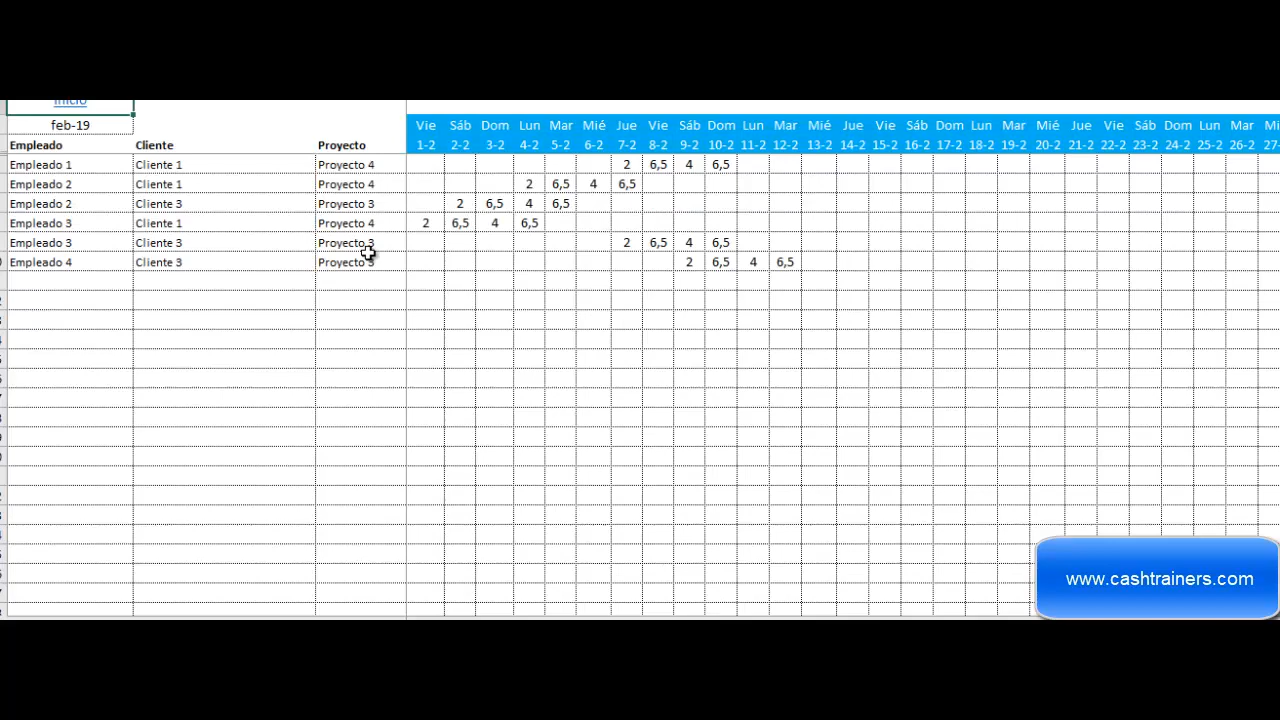 Inicio
feb-19 Vie Sáb Dom Lun Mar Mié Jue Vie Sáb Dom Lun Mar Mié Jue Vie Sáb Dom Lun Mar Mié Jue Vie Sáb Dom Lun Mar
Empleado Cliente Proyecto 1-2 2-2 3-2 4-2 5-2 6-2 7-2 8-2 9-2 10-2 11-2 12-2 13-2 14-2 15-2 16-2 17-2 18-2 19-2 20-2 21-2 22-2 23-2 24-2 25-2 26-2
Empleado 1 Cliente 1 Proyecto 4 2 6,5 4 6,5
Empleado 2 Cliente 1 Proyecto 4 2 6,5 4 6,5
Empleado 2 Cliente 3 Proyecto 3 2 6,5 4 6,5
Empleado 3 Cliente 1 Proyecto 4 2 6,5 4 6,5
Empleado 3 Cliente 3 Proyecto 3 2 6,5 4 6,5
Empleado 4 Cliente 3 Proyecto 3 2 6,5 4 6,5
www.cashtrainers.com